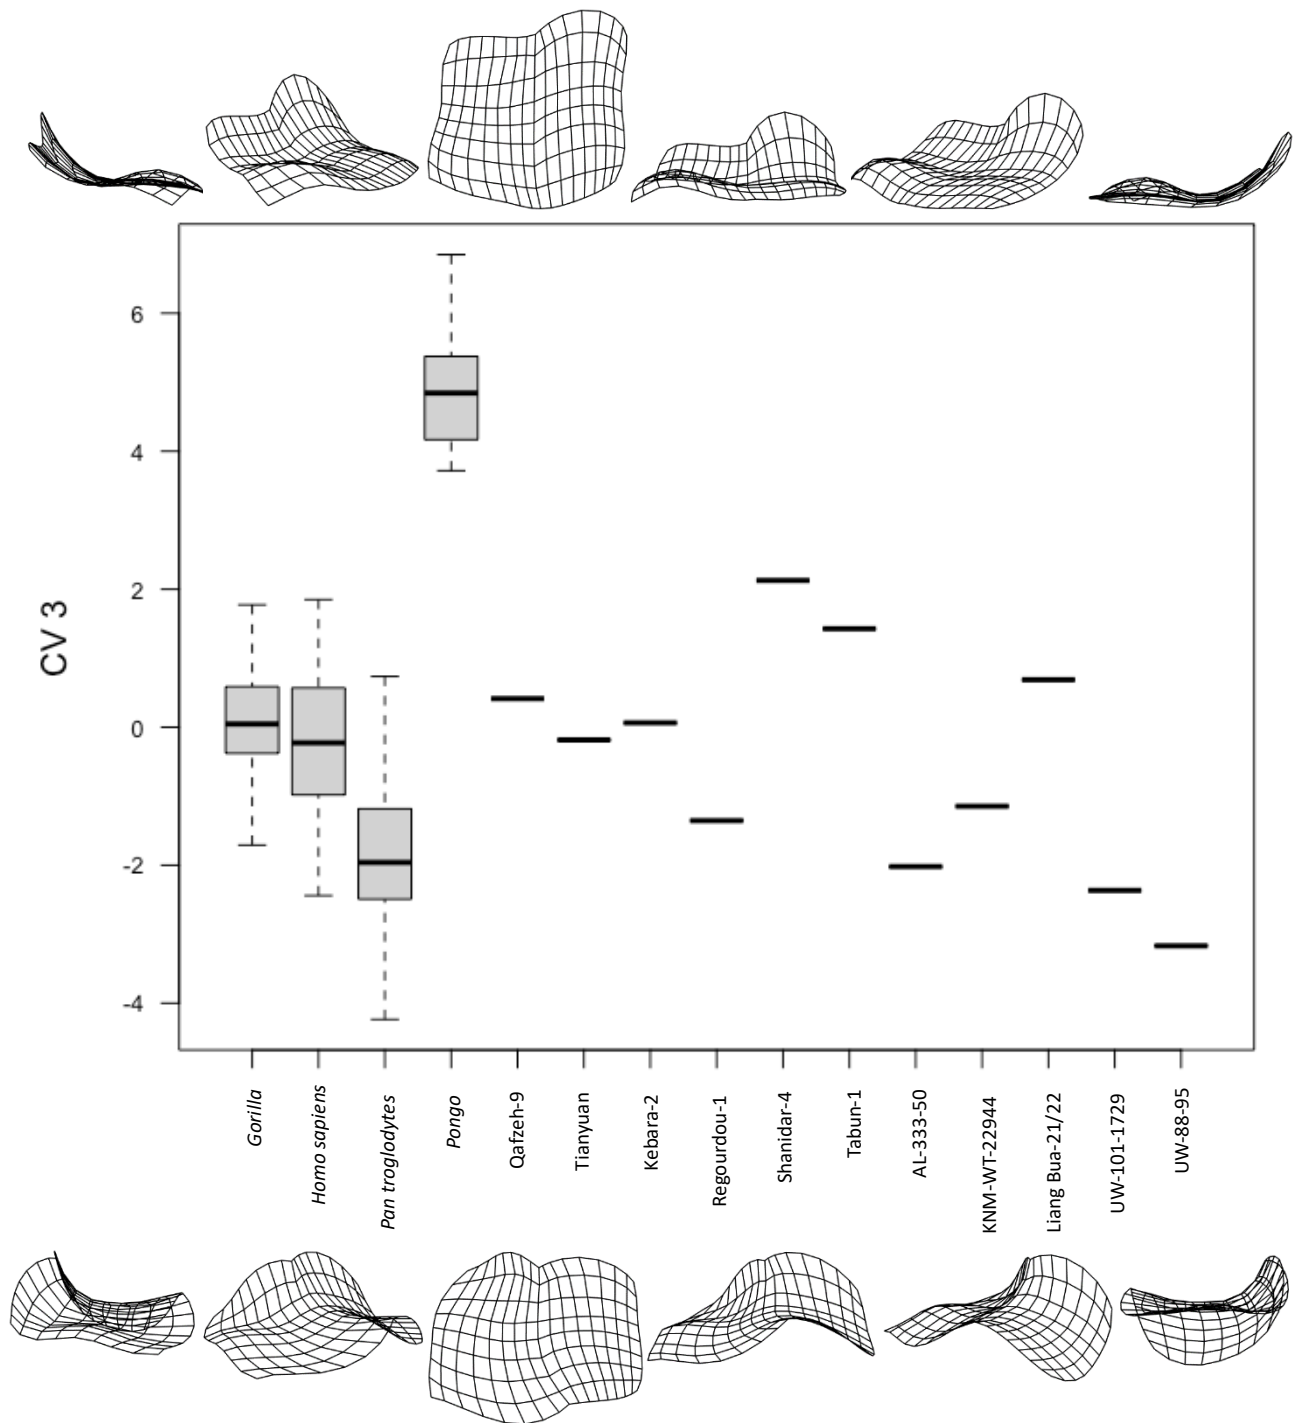 6
4
2
0
-2
-4
CV 3
Gorilla
Homo sapiens
Pan troglodytes
Pongo
Qafzeh-9
Tianyuan
Kebara-2
Regourdou-1
Shanidar-4
Tabun-1
AL-333-50
KNM-WT-22944
Liang Bua-21/22
UW-101-1729
UW-88-95